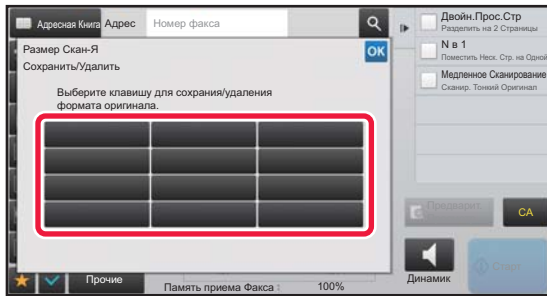 Адресная Книга
Адрес
Номер факса
Размер Скан-Я
Сохранить/Удалить
OK
Выберите клавишу для сохрания/удаления
формата оригинала.
Двойн.Прос.Стр
Разделить на 2 Страницы
N в 1
Поместить Неск. Стр. на Одной
Медленное Сканирование
Сканир. Тонкий Оригинал
Предварит.
CA
Прочие
Память приема Факса :
100%
Динамик
Старт